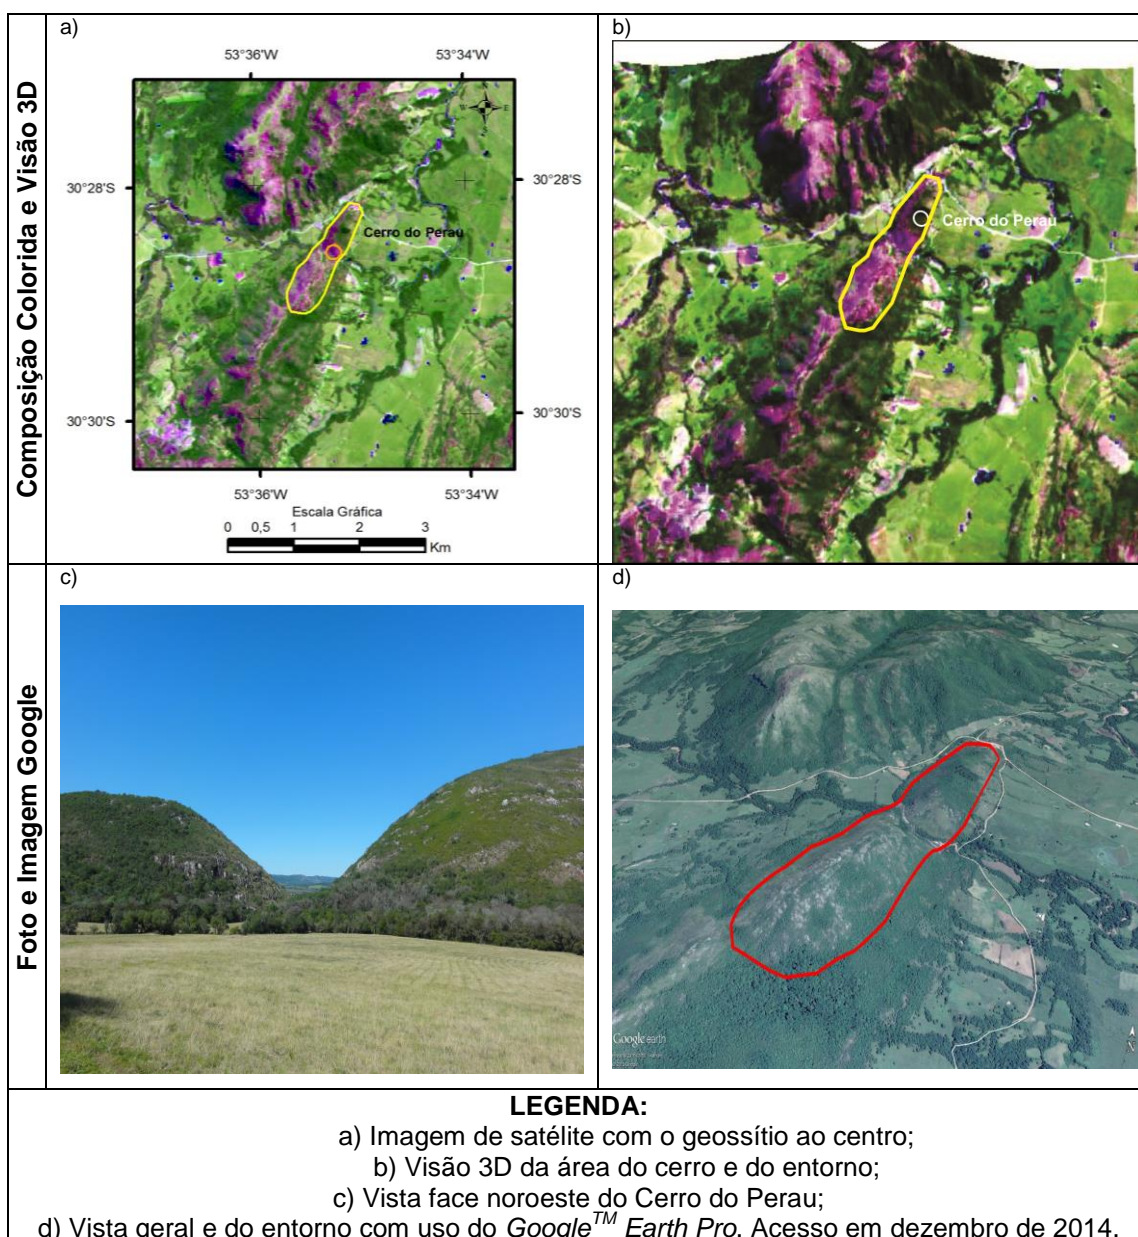 Composição Colorida e Visão 3D
a)
53°36'W 53°34'W
W E
S
30°28'S 30°28'S
Cerro do Perau
30°30'S 30°30'S
53°36'W 53°34'W
Escala Gráfica
0 0,5 1 2 3
Km
b)
Cerro do Perau
Foto e Imagem Google
c)
d)
Google earth
N
LEGENDA:
a) Imagem de satélite com o geossítio ao centro;
b) Visão 3D da área do cerro e do entorno;
c) Vista face noroeste do Cerro do Perau;
d) Vista geral e do entorno com uso do Google™ Earth Pro. Acesso em dezembro de 2014.